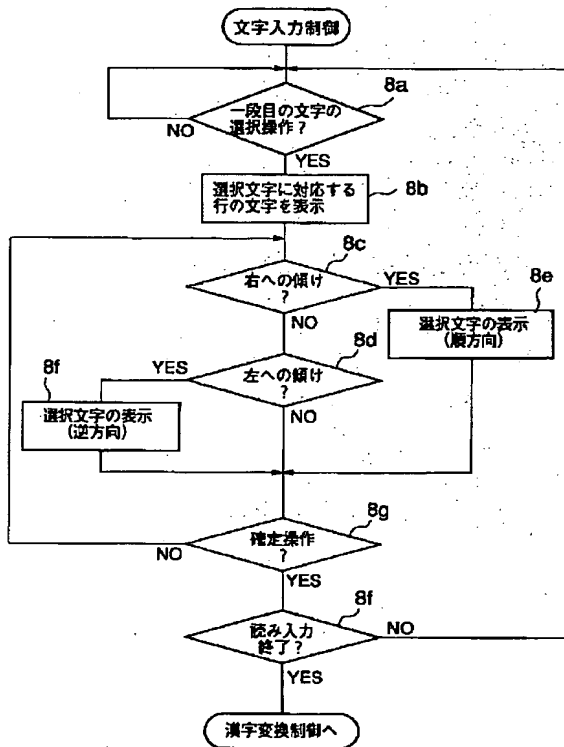 文字入力制御
8a
一段目の文字の
選択操作？
NO
YES
選択文字に対応する
行の文字を表示
8b
8c
右への傾け
？
YES
8e
NO
選択文字の表示
(順方向)
8d
8f
YES
左への傾け
？
選択文字の表示
(逆方向)
NO
8g
確定操作
？
NO
YES
8f
読み入力
終了？
NO
YES
漢字変換制御へ